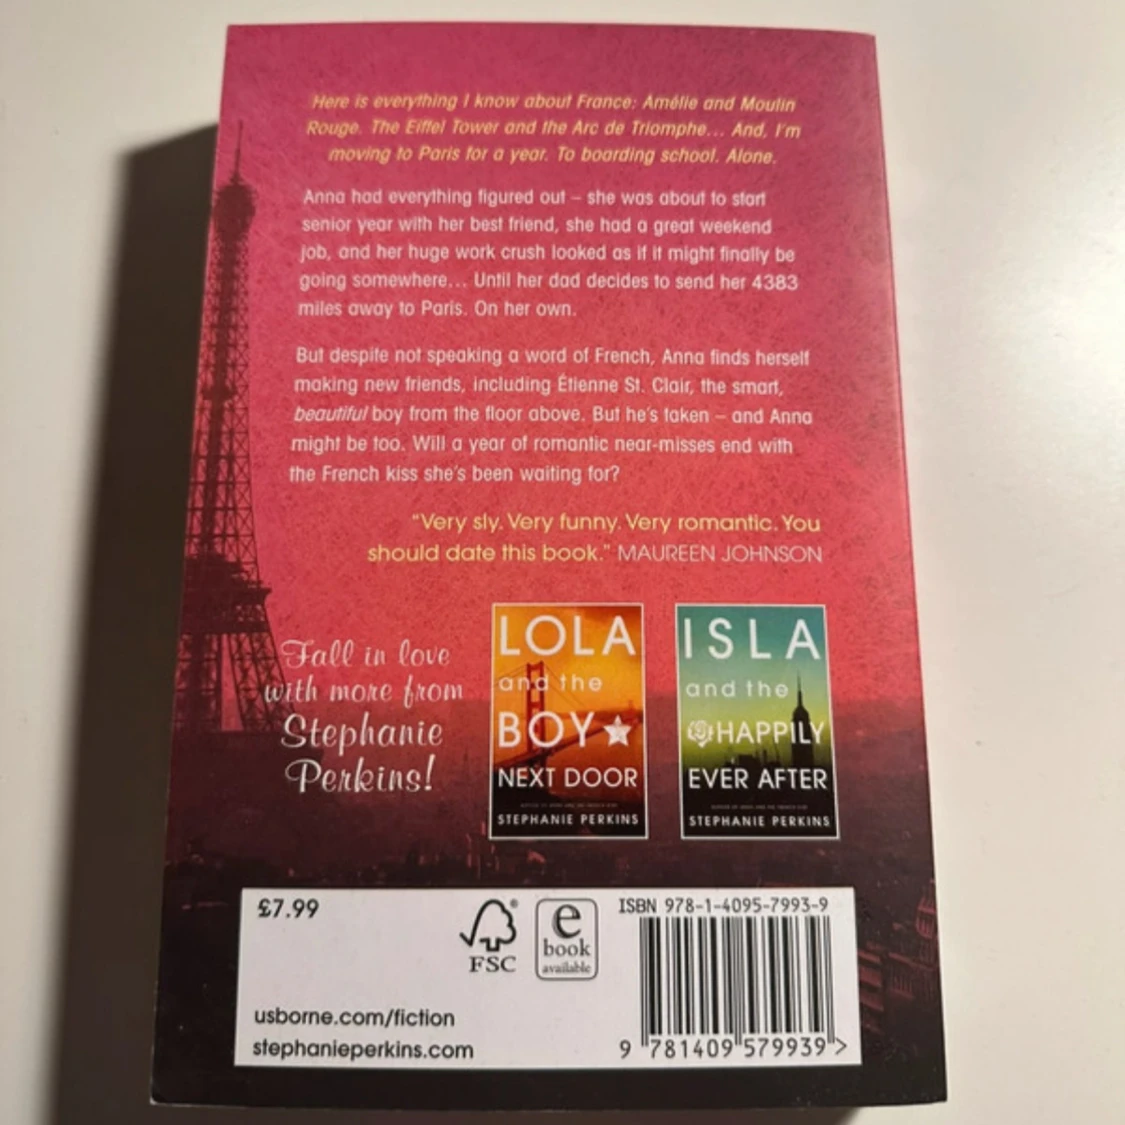 Here is everything I know about France: Amélie and Moulin
Rouge. The Eiffel Tower and the Arc de Triomphe... And, I'm
moving to Paris for a year. To boarding school. Alone.
Anna had everything figured out – she was about to start
senior year with her best friend, she had a great weekend
job, and her huge work crush looked as if it might finally be
going somewhere... Until her dad decides to send her 4383
miles away to Paris. On her own.
But despite not speaking a word of French, Anna finds herself
making new friends, including Étienne St. Clair, the smart,
beautiful boy from the floor above. But he's taken – and Anna
might be too. Will a year of romantic near-misses end with
the French kiss she's been waiting for?
"Very sly. Very funny. Very romantic. You
should date this book." MAUREEN JOHNSON
Fall in love
with more from
Stephanie
Perkins!
LOLA
and the
BOY
NEXT DOOR
STEPHANIE PERKINS
ISLA
and the
HAPPILY
EVER AFTER
STEPHANIE PERKINS
£7.99
FSC
e
book
available
ISBN 978-1-4095-7993-9
9 781409 579939 >
usborne.com/fiction
stephanieperkins.com